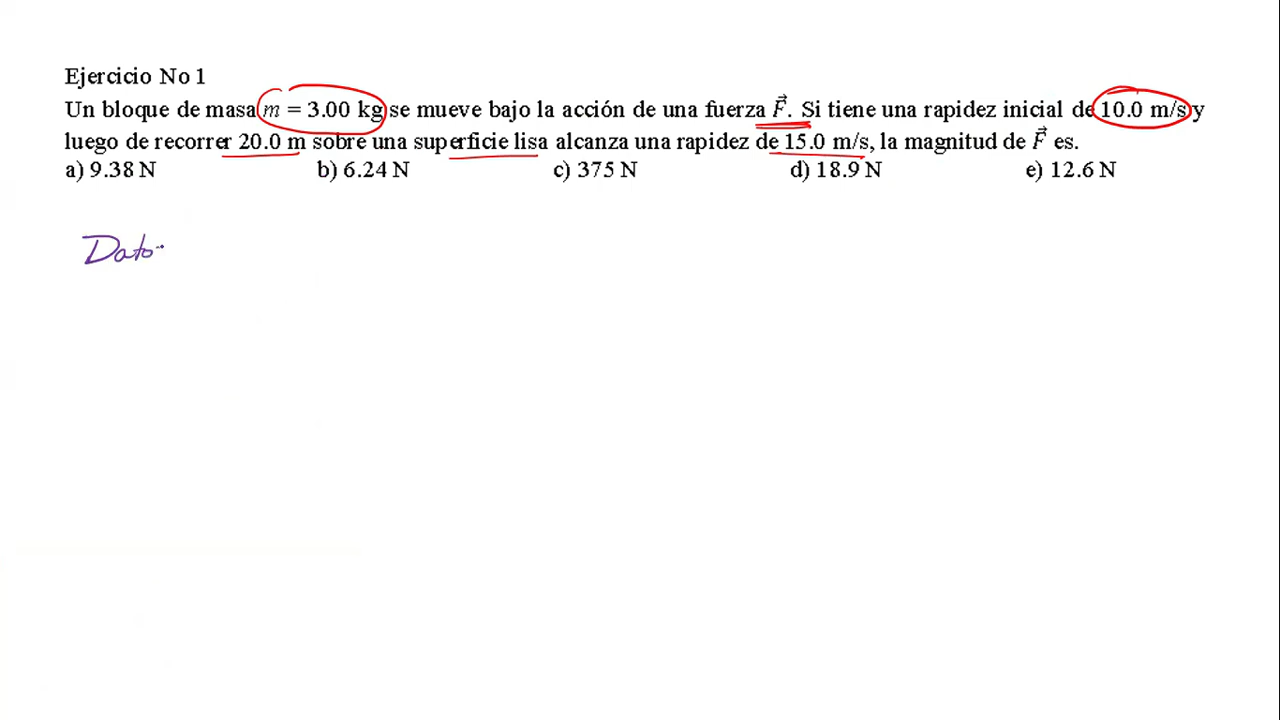 Ejercicio No 1
Un bloque de masa m = 3.00 kg se mueve bajo la acción de una fuerza F⃗. Si tiene una rapidez inicial de 10.0 m/s y
luego de recorrer 20.0 m sobre una superficie lisa alcanza una rapidez de 15.0 m/s, la magnitud de F⃗ es.
a) 9.38 N b) 6.24 N c) 375 N d) 18.9 N e) 12.6 N
Dato